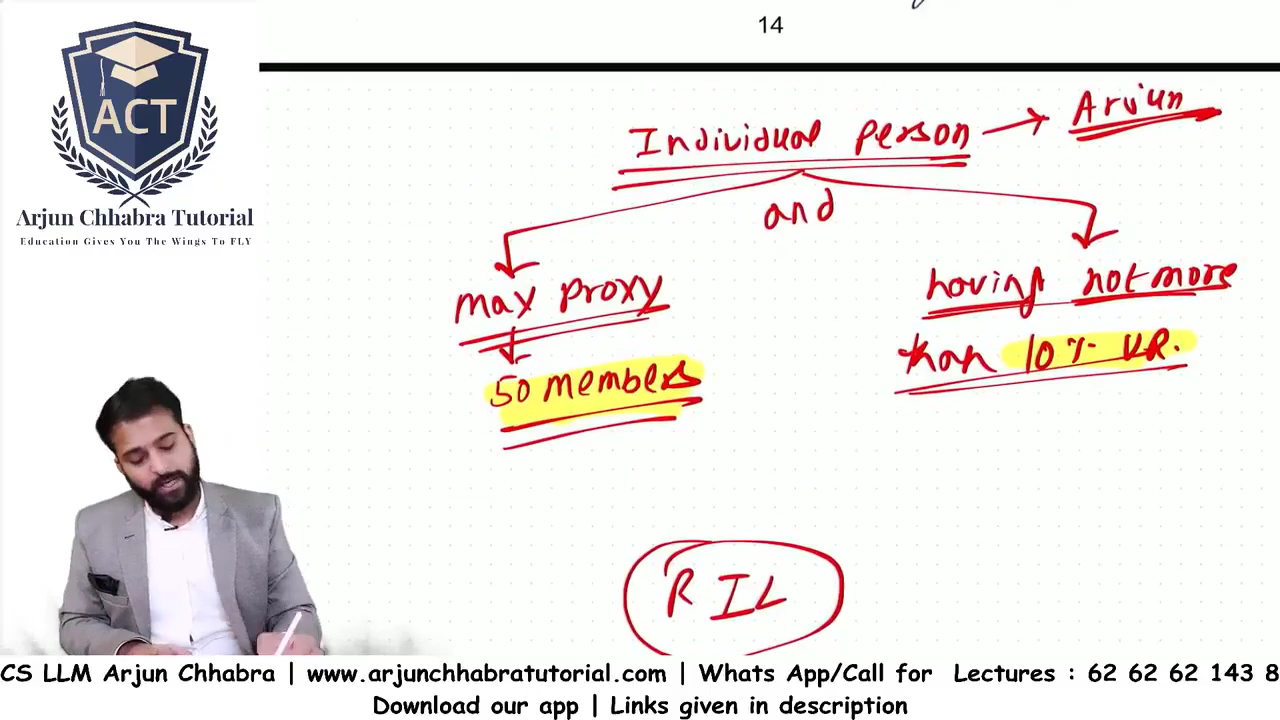 14
ACT
Arjun Chhabra Tutorial
Education Gives You The Wings To FLY
Individual person → Arjun
and
max proxy
50 members
having not more
than 10% V.R.
RIL
CS LLM Arjun Chhabra | www.arjunchhabratutorial.com | Whats App/Call for Lectures : 62 62 62 143 8
Download our app | Links given in description